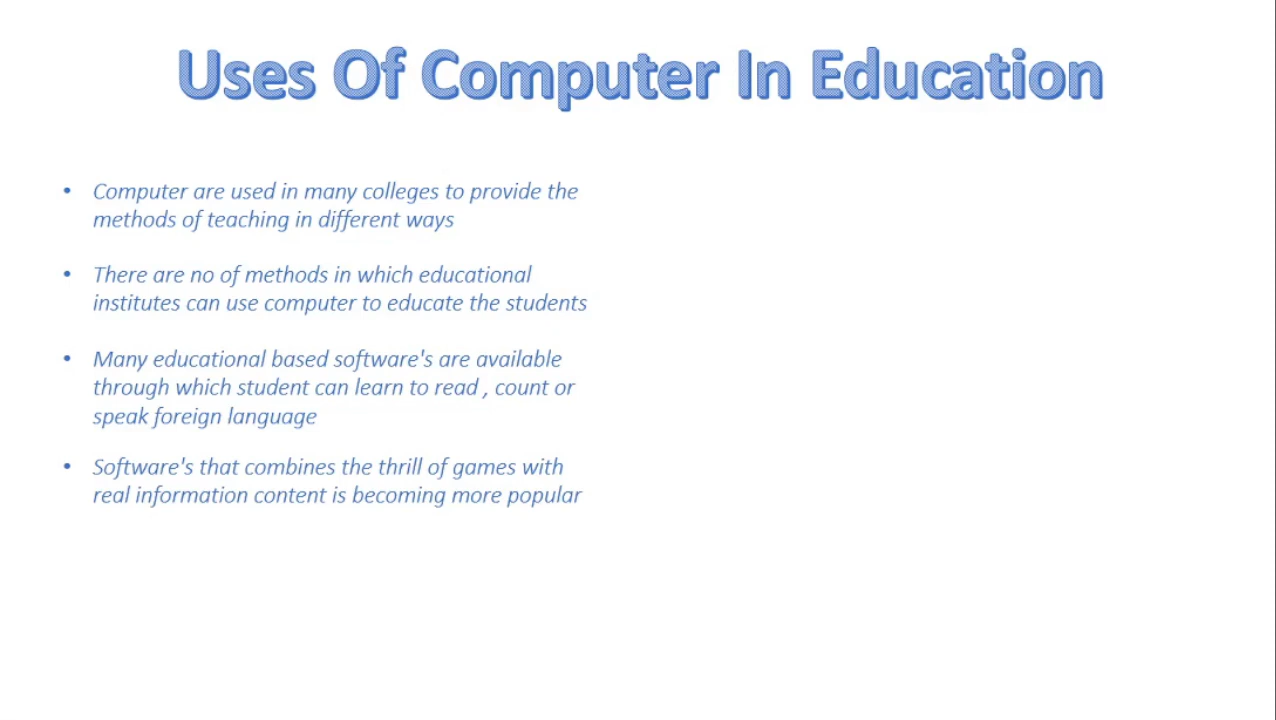 Uses Of Computer In Education
• Computer are used in many colleges to provide the
methods of teaching in different ways
• There are no of methods in which educational
institutes can use computer to educate the students
• Many educational based software's are available
through which student can learn to read , count or
speak foreign language
• Software's that combines the thrill of games with
real information content is becoming more popular